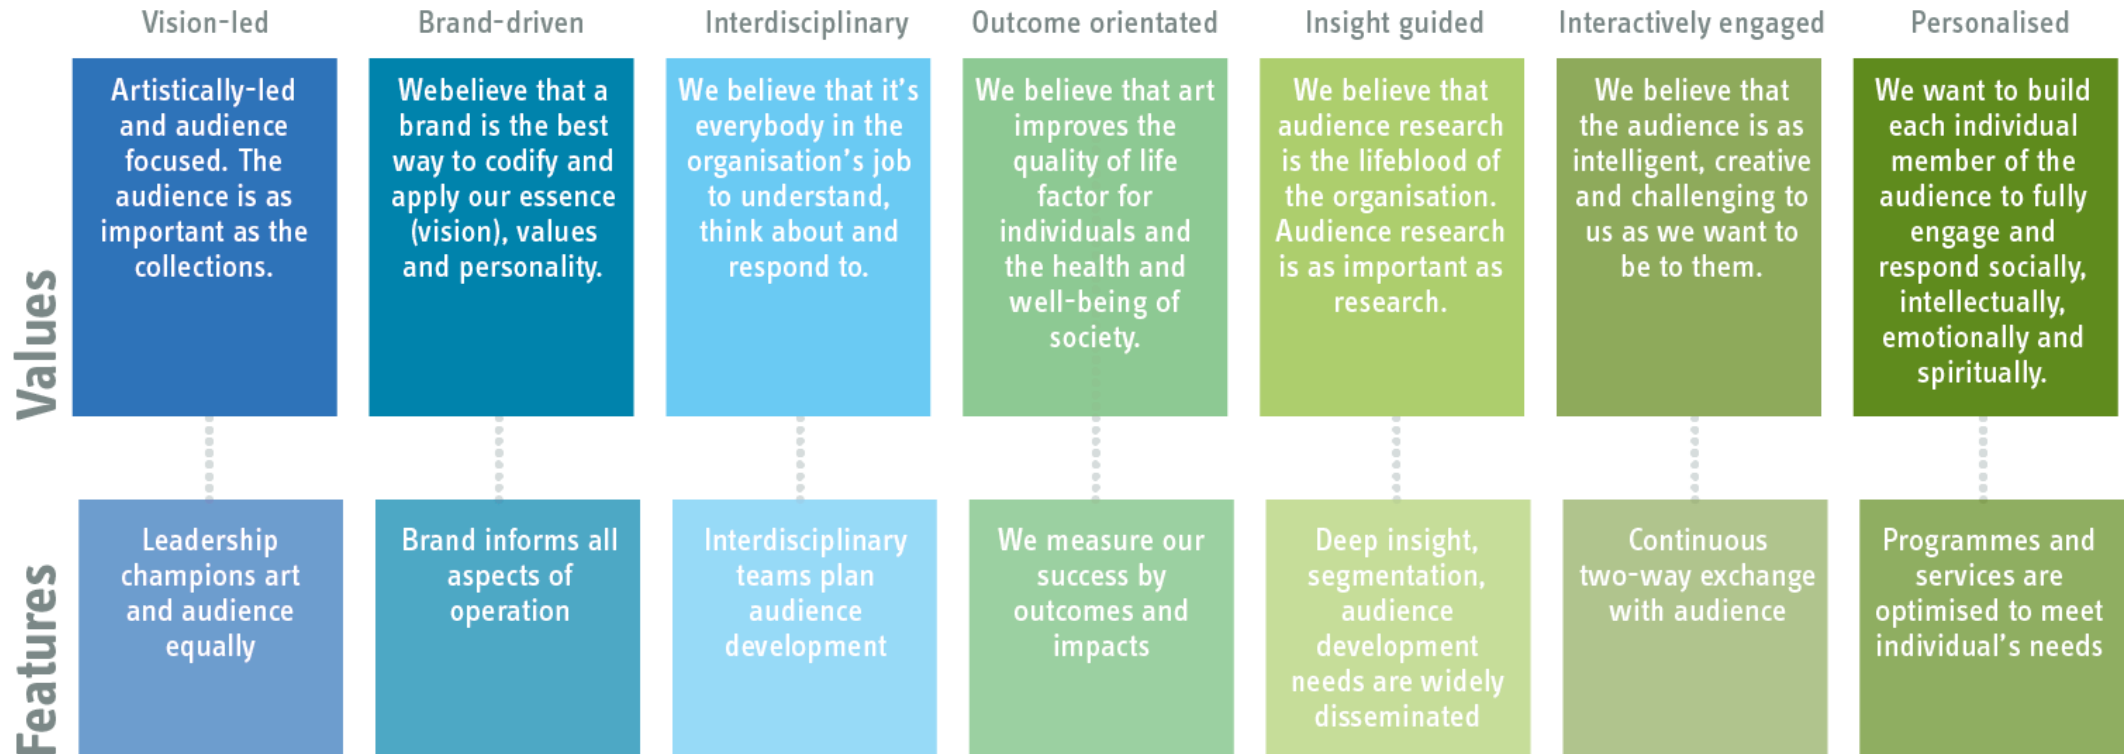 Vision-led
Brand-driven
Interdisciplinary
Outcome orientated
Insight guided
Interactively engaged
Personalised
Values
Artistically-led
and audience
focused. The
audience is as
important as the
collections.
Webelieve that a
brand is the best
way to codify and
apply our essence
(vision), values
and personality.
We believe that it's
everybody in the
organisation's job
to understand,
think about and
respond to.
We believe that art
improves the
quality of life
factor for
individuals and
the health and
well-being of
society.
We believe that
audience research
is the lifeblood of
the organisation.
Audience research
is as important as
research.
We believe that
the audience is as
intelligent, creative
and challenging to
us as we want to
be to them.
We want to build
each individual
member of the
audience to fully
engage and
respond socially,
intellectually,
emotionally and
spiritually.
Features
Leadership
champions art
and audience
equally
Brand informs all
aspects of
operation
Interdisciplinary
teams plan
audience
development
We measure our
success by
outcomes and
impacts
Deep insight,
segmentation,
audience
development
needs are widely
disseminated
Continuous
two-way exchange
with audience
Programmes and
services are
optimised to meet
individual's needs